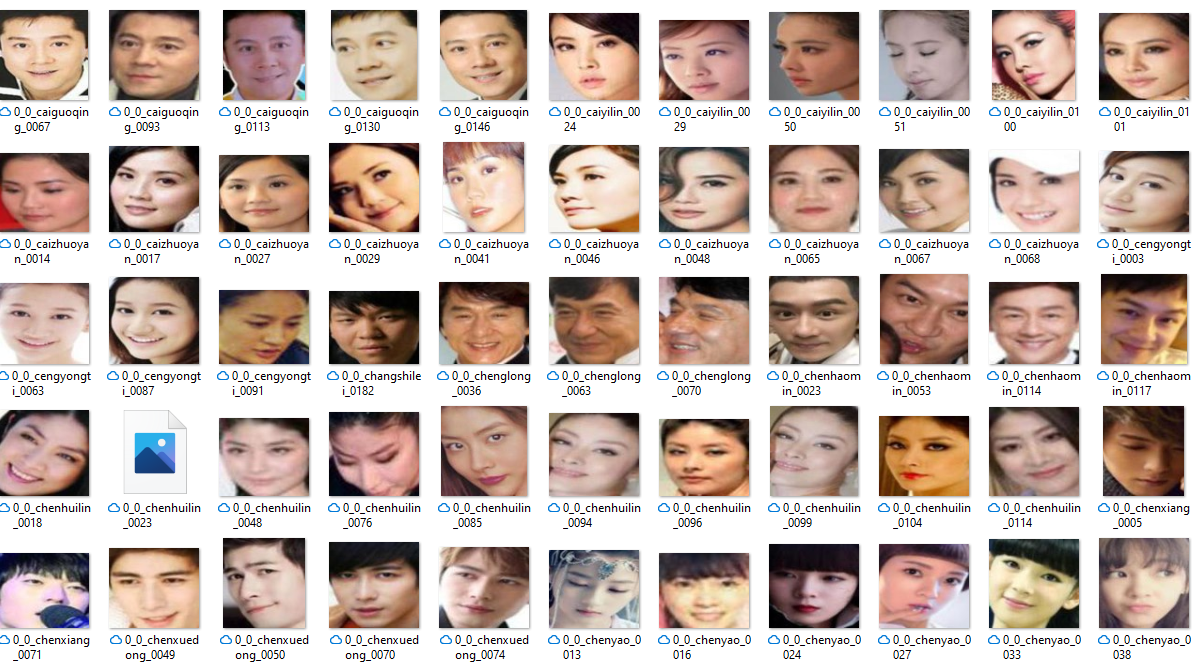 0_0_caiguoqin
g_0067
0_0_caiguoqin
g_0093
0_0_caiguoqin
g_0113
0_0_caiguoqin
g_0130
0_0_caiguoqin
g_0146
0_0_caiyilin_00
24
0_0_caiyilin_00
29
0_0_caiyilin_00
50
0_0_caiyilin_00
51
0_0_caiyilin_01
00
0_0_caiyilin_01
01
0_0_caizhuoya
n_0014
0_0_caizhuoya
n_0017
0_0_caizhuoya
n_0027
0_0_caizhuoya
n_0029
0_0_caizhuoya
n_0041
0_0_caizhuoya
n_0046
0_0_caizhuoya
n_0048
0_0_caizhuoya
n_0065
0_0_caizhuoya
n_0067
0_0_caizhuoya
n_0068
0_0_cengyongt
i_0003
0_0_cengyongt
i_0063
0_0_cengyongt
i_0087
0_0_cengyongt
i_0091
0_0_changshile
i_0182
0_0_chenglong
_0036
0_0_chenglong
_0063
0_0_chenglong
_0070
0_0_chenhaom
in_0023
0_0_chenhaom
in_0053
0_0_chenhaom
in_0114
0_0_chenhaom
in_0117
0_0_chenhuilin
_0018
0_0_chenhuilin
_0023
0_0_chenhuilin
_0048
0_0_chenhuilin
_0076
0_0_chenhuilin
_0085
0_0_chenhuilin
_0094
0_0_chenhuilin
_0096
0_0_chenhuilin
_0099
0_0_chenhuilin
_0104
0_0_chenhuilin
_0114
0_0_chenxiang
_0005
0_0_chenxiang
_0071
0_0_chenxued
ong_0049
0_0_chenxued
ong_0050
0_0_chenxued
ong_0070
0_0_chenxued
ong_0074
0_0_chenyao_0
013
0_0_chenyao_0
016
0_0_chenyao_0
024
0_0_chenyao_0
027
0_0_chenyao_0
033
0_0_chenyao_0
038